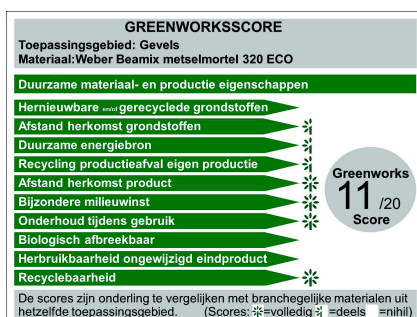 GREENWORKSSCORE
Toepassingsgebied: Gevels
Materiaal:Weber Beamix metselmortel 320 ECO
Duurzame materiaal- en productie eigenschappen
Hernieuwbare en/of gerecyclede grondstoffen
Afstand herkomst grondstoffen
Duurzame energiebron
Recycling productieafval eigen productie
Afstand herkomst product
Bijzondere milieuwinst
Onderhoud tijdens gebruik
Biologisch afbreekbaar
Herbruikbaarheid ongewijzigd eindproduct
Recyclebaarheid
Greenworks
11 /20
Score
De scores zijn onderling te vergelijken met branchegelijke materialen uit
hetzelfde toepassingsgebied. (Scores: =volledig =deels =nihil)